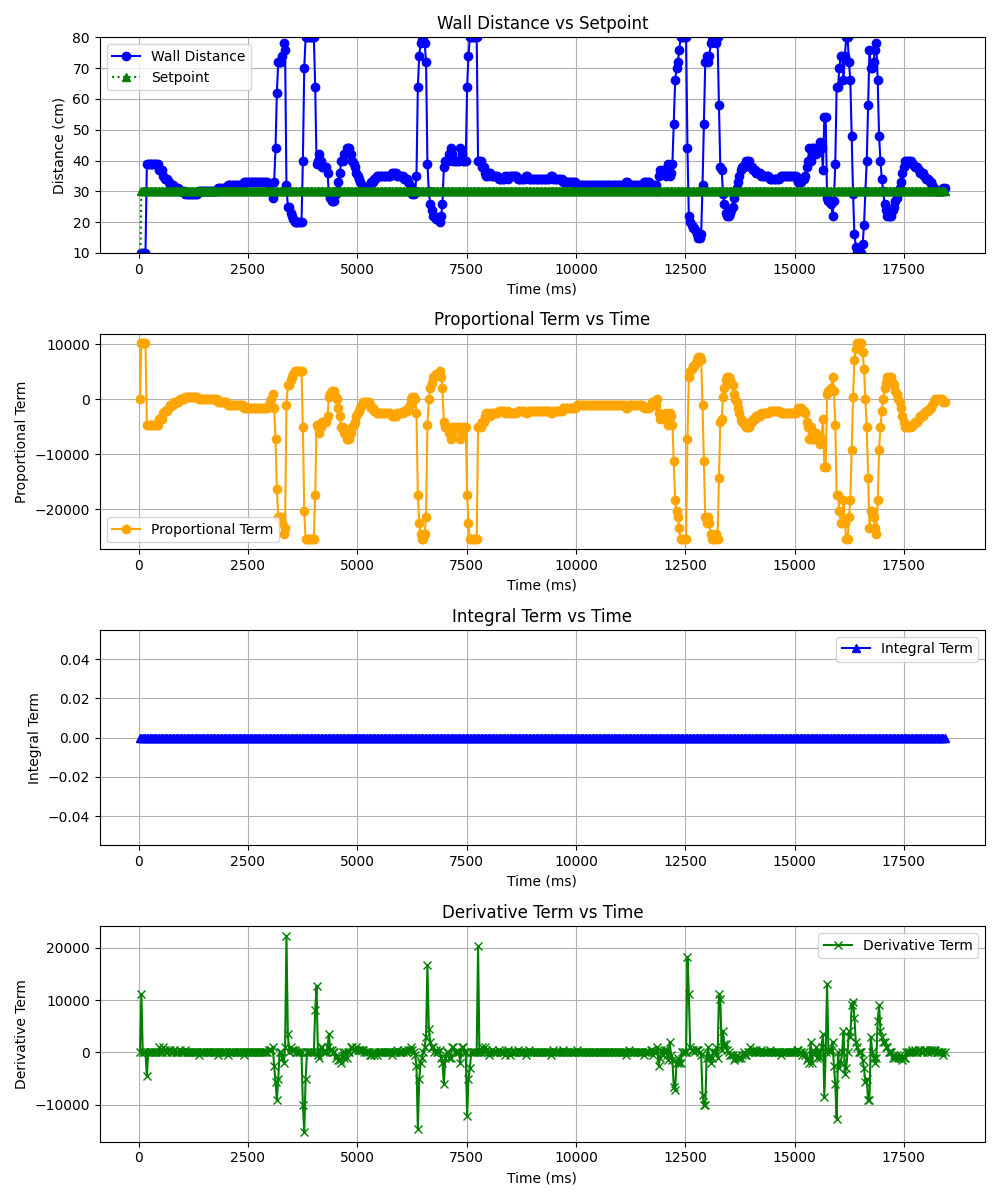 Wall Distance vs Setpoint
Distance (cm)
80
70
60
50
40
30
20
10
Wall Distance
Setpoint
0 2500 5000 7500 10000 12500 15000 17500
Time (ms)
Proportional Term vs Time
Proportional Term
10000
0
−10000
−20000
Proportional Term
0 2500 5000 7500 10000 12500 15000 17500
Time (ms)
Integral Term vs Time
Integral Term
0.04
0.02
0.00
−0.02
−0.04
Integral Term
0 2500 5000 7500 10000 12500 15000 17500
Time (ms)
Derivative Term vs Time
Derivative Term
20000
10000
0
−10000
Derivative Term
0 2500 5000 7500 10000 12500 15000 17500
Time (ms)